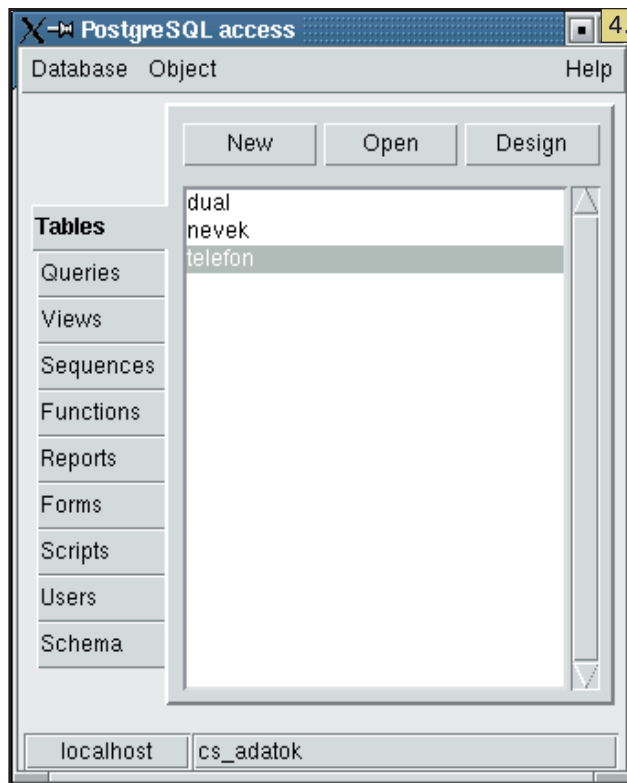 PostgreSQL access
4.
Database Object Help
New Open Design
Tables
Queries
Views
Sequences
Functions
Reports
Forms
Scripts
Users
Schema
dual
nevek
telefon
localhost cs_adatok